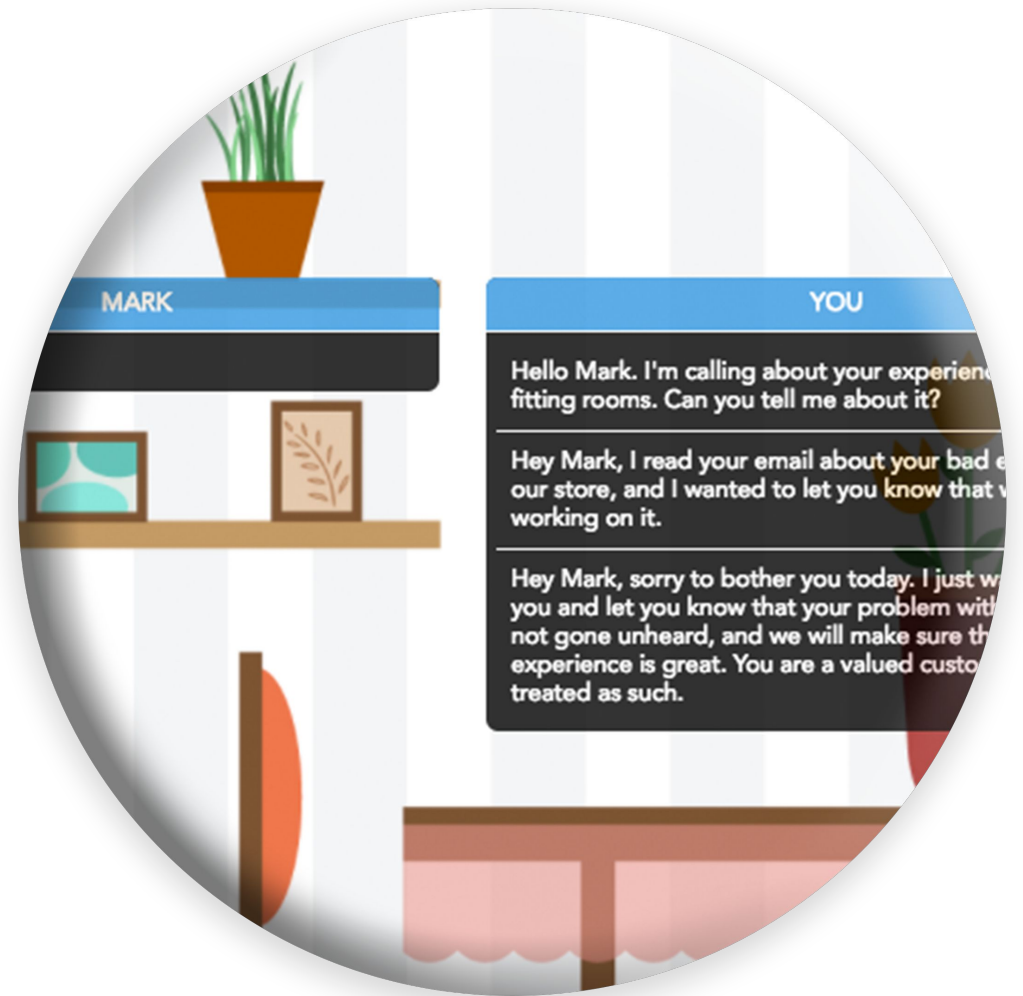 MARK
YOU
Hello Mark. I'm calling about your
fitting rooms. Can you tell me about it?
Hey Mark, I read your email about your bad
our store, and I wanted to let you know that
working on it.
Hey Mark, sorry to bother you today. I just
you and let you know that your problem with
not gone unheard, and we will make sure
experience is great. You are a valued
treated as such.